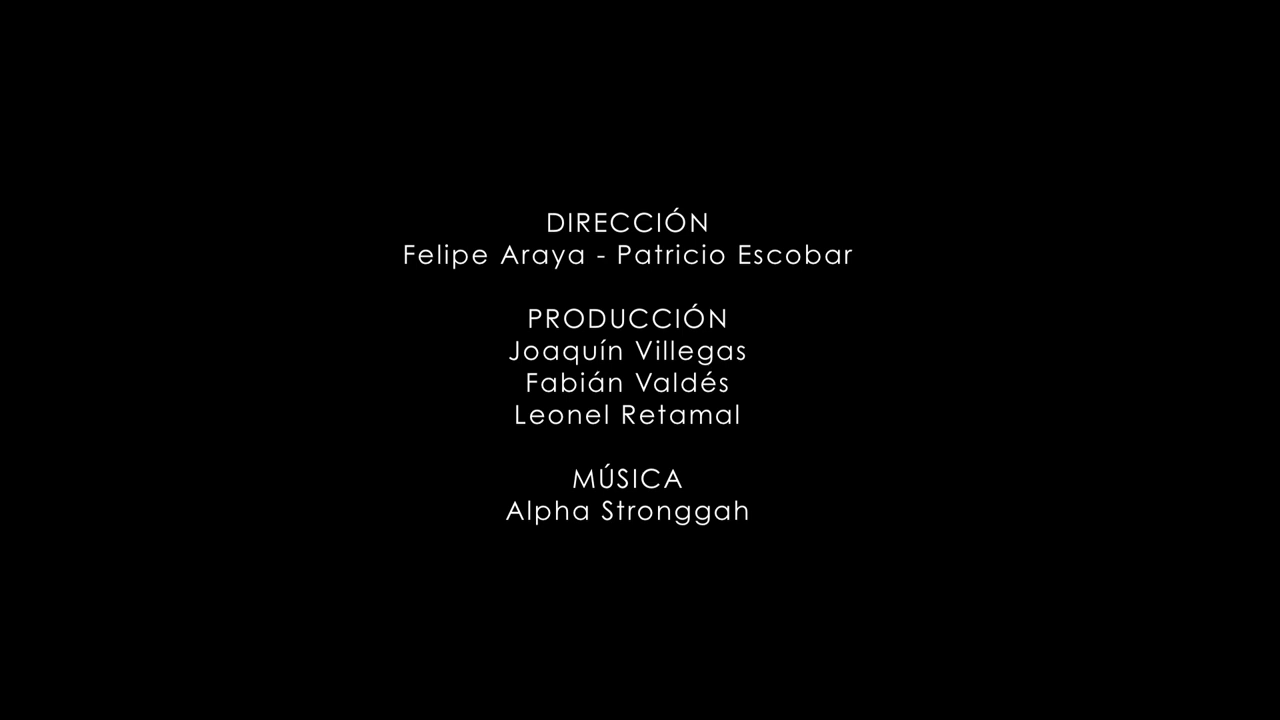 DIRECCIÓN
Felipe Araya - Patricio Escobar
PRODUCCIÓN
Joaquín Villegas
Fabián Valdés
Leonel Retamal
MÚSICA
Alpha Stronggah